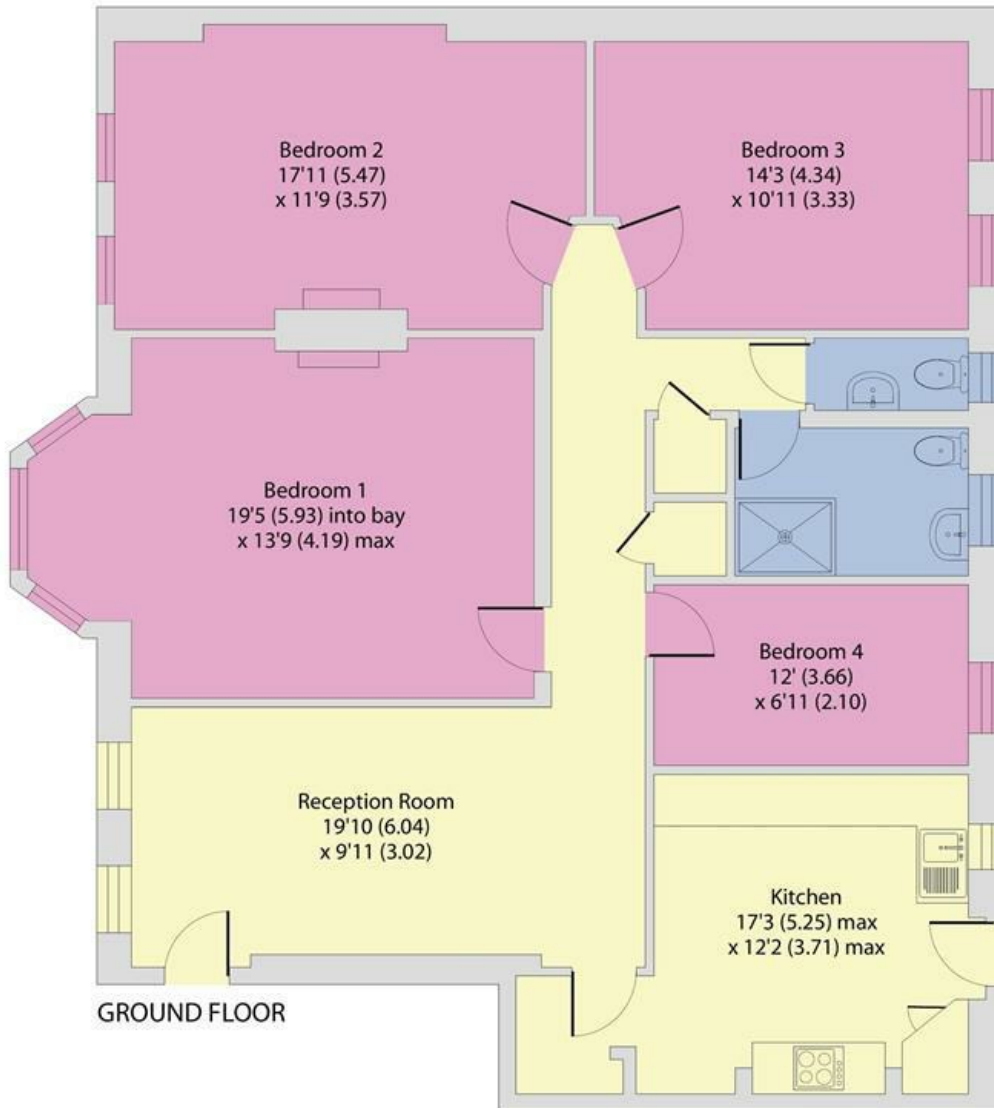 Bedroom 2
17'11 (5.47)
x 11'9 (3.57)
Bedroom 3
14'3 (4.34)
x 10'11 (3.33)
Bedroom 1
19'5 (5.93) into bay
x 13'9 (4.19) max
Bedroom 4
12' (3.66)
x 6'11 (2.10)
Reception Room
19'10 (6.04)
x 9'11 (3.02)
Kitchen
17'3 (5.25) max
x 12'2 (3.71) max
GROUND FLOOR